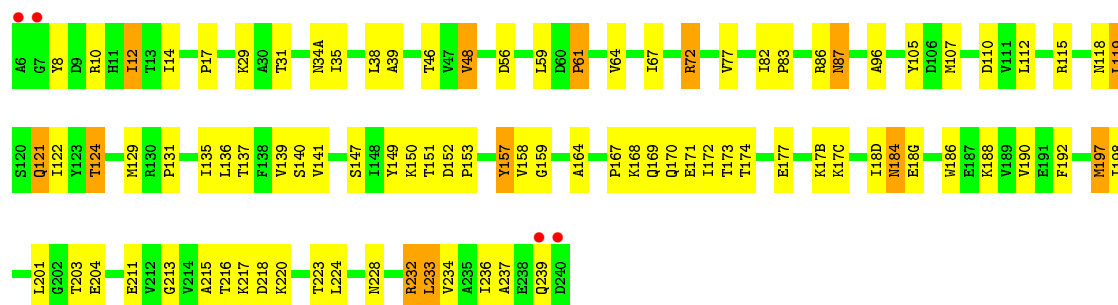 A6 G7 Y8 D9 R10 H11 I12 T13 I14 P17 K29 A30 T31 N34A I35 L38 A39 T46 V47 V48 D56 L59 D60 P61 V64 I67 R72 V77 I82 P83 R86 N87 A96 Y105 D106 M107 D110 V111 L112 R115 N118
S120 Q121 I122 Y123 T124 M129 R130 P131 I135 L136 T137 F138 V139 S140 V141 S147 I148 Y149 K150 T151 D152 P153 Y157 V158 G159 A164 P167 K168 Q169 Q170 E171 I172 T173 T174 E177 K17B K17C I18D N184 E18G W186 E187 K188 V189 V190 E191 F192 M197
L201 G202 T203 E204 E211 V212 G213 V214 A215 T216 K217 D218 K220 T223 L224 N228 R232 L233 V234 A235 I236 A237 E238 Q239 D240